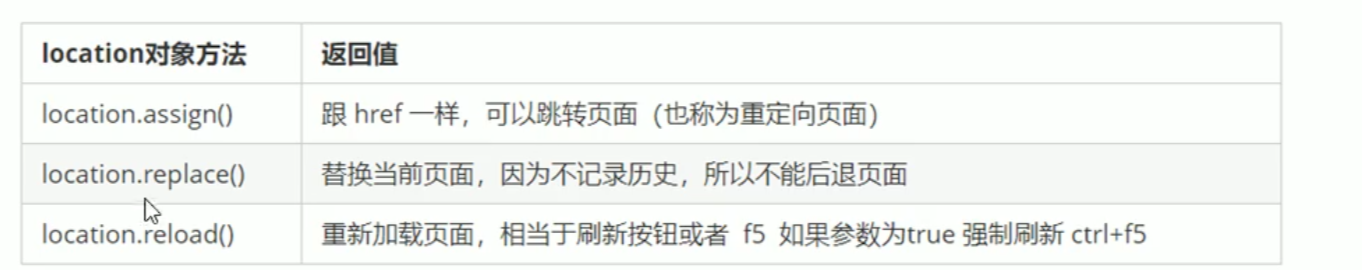 location对象方法 返回值
location.assign() 跟 href 一样，可以跳转页面（也称为重定向页面）
location.replace() 替换当前页面，因为不记录历史，所以不能后退页面
location.reload() 重新加载页面，相当于刷新按钮或者 f5 如果参数为true 强制刷新 ctrl+f5